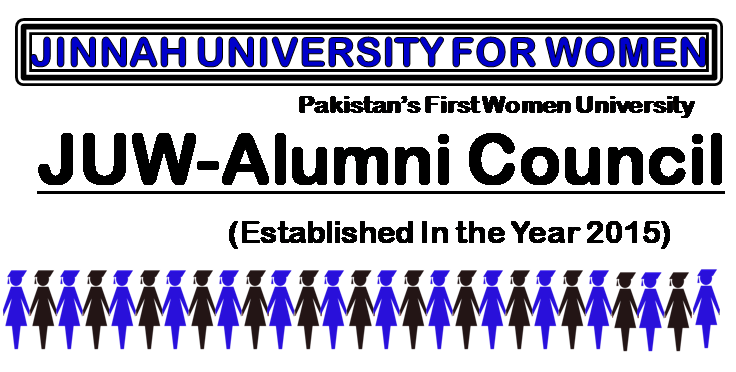 JINNAH UNIVERSITY FOR WOMEN
Pakistan's First Women University
JUW-Alumni Council
(Established In the Year 2015)